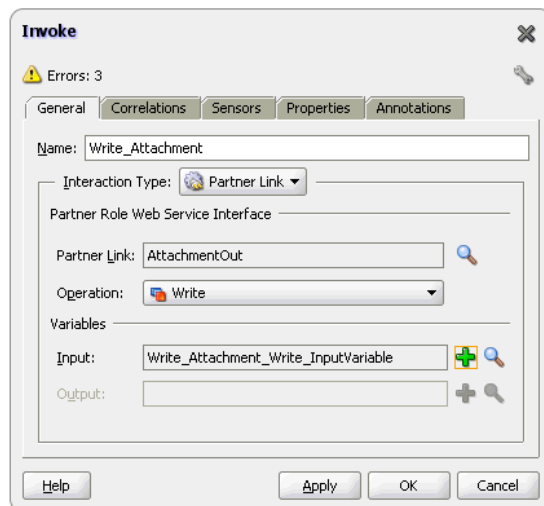 Invoke
Errors: 3
General Correlations Sensors Properties Annotations
Name: Write_Attachment
Interaction Type: Partner Link
Partner Role Web Service Interface
Partner Link: AttachmentOut
Operation: Write
Variables
Input: Write_Attachment_Write_InputVariable
Output:
Help Apply OK Cancel